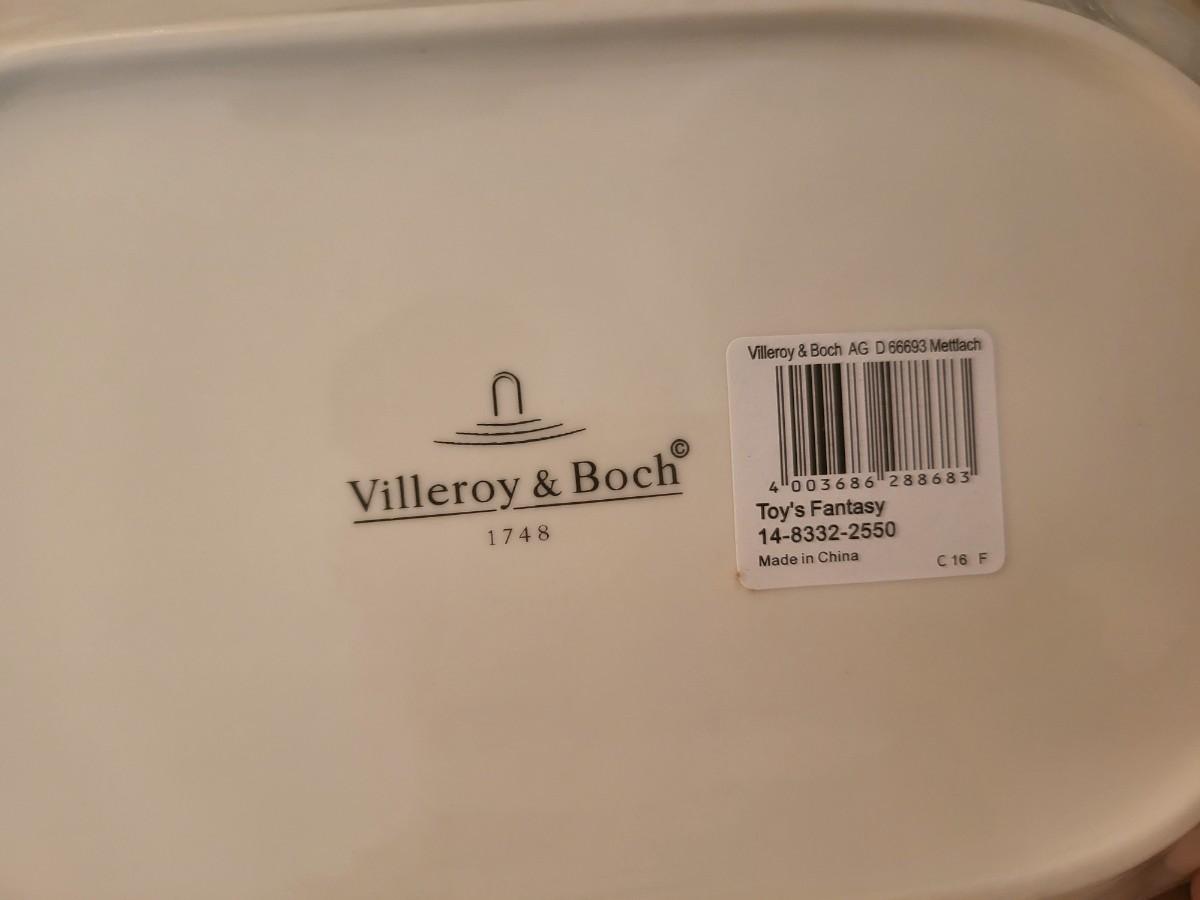 Villeroy & Boch©
1748
Villeroy & Boch AG D 66693 Mettlach
4 003686 288683
Toy's Fantasy
14-8332-2550
Made in China C 16 F